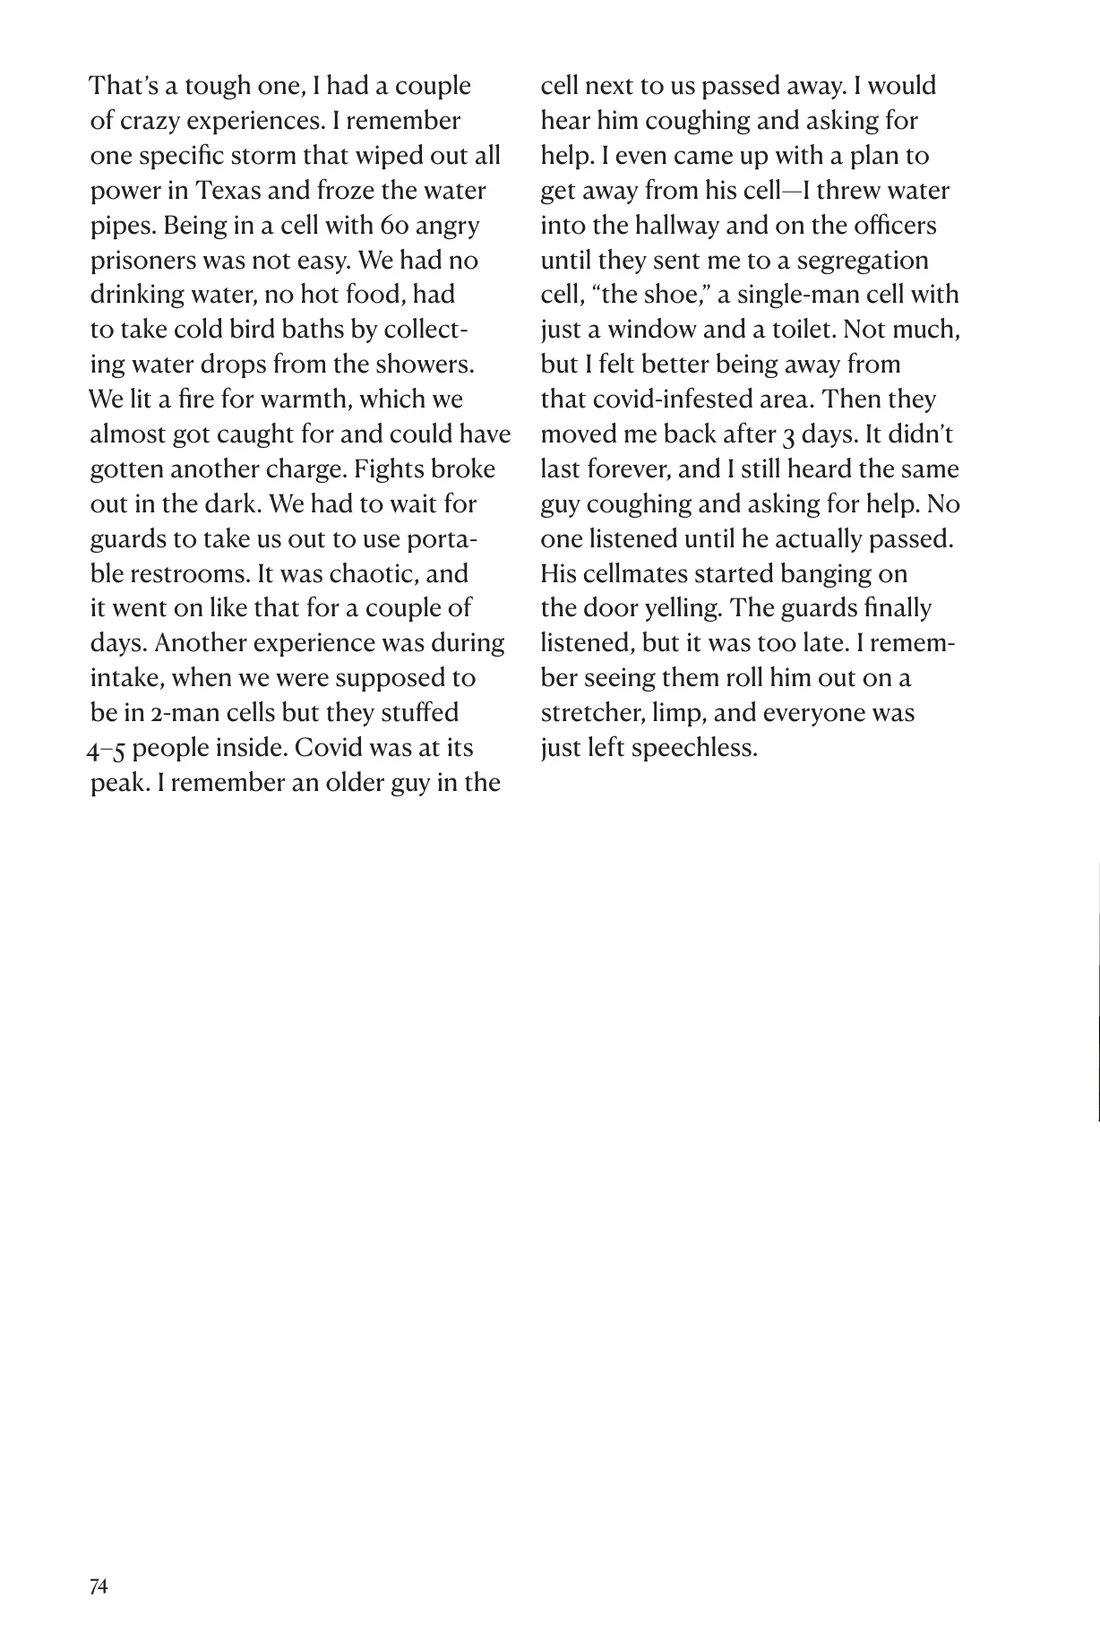 That’s a tough one, I had a couple
of crazy experiences. I remember
one specific storm that wiped out all
power in Texas and froze the water
pipes. Being in a cell with 60 angry
prisoners was not easy. We had no
drinking water, no hot food, had
to take cold bird baths by collect-
ing water drops from the showers.
We lit a fire for warmth, which we
almost got caught for and could have
gotten another charge. Fights broke
out in the dark. We had to wait for
guards to take us out to use porta-
ble restrooms. It was chaotic, and
it went on like that for a couple of
days. Another experience was during
intake, when we were supposed to
be in 2-man cells but they stuffed
4–5 people inside. Covid was at its
peak. I remember an older guy in the
cell next to us passed away. I would
hear him coughing and asking for
help. I even came up with a plan to
get away from his cell—I threw water
into the hallway and on the officers
until they sent me to a segregation
cell, “the shoe,” a single-man cell with
just a window and a toilet. Not much,
but I felt better being away from
that covid-infested area. Then they
moved me back after 3 days. It didn’t
last forever, and I still heard the same
guy coughing and asking for help. No
one listened until he actually passed.
His cellmates started banging on
the door yelling. The guards finally
listened, but it was too late. I remem-
ber seeing them roll him out on a
stretcher, limp, and everyone was
just left speechless.
74